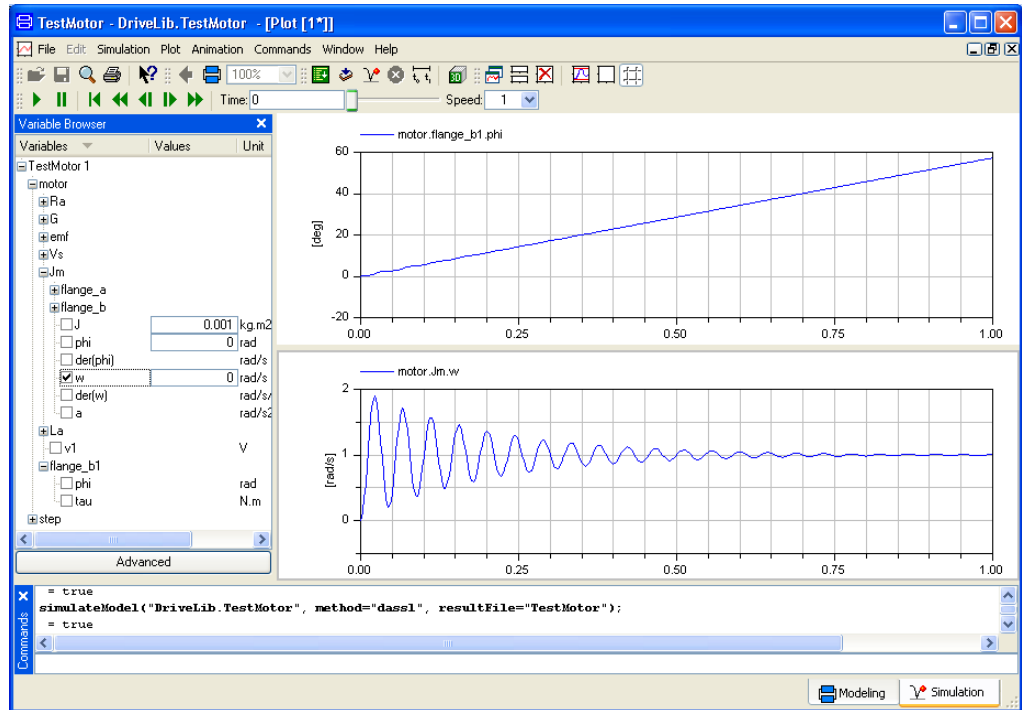 TestMotor - DriveLib.TestMotor - [Plot [1*]]
File Edit Simulation Plot Animation Commands Window Help
100%
3D
Time: 0 Speed: 1
Variable Browser
Variables Values Unit
TestMotor 1
motor
Ra
G
emf
Vs
Jm
flange_a
flange_b
J 0.001 kg.m2
phi 0 rad
der(phi) rad/s
w 0 rad/s
der(w) rad/s/
a rad/s2
La
v1 V
flange_b1
phi rad
tau N.m
step
Advanced
motor.flange_b1.phi
60
40
20
0
-20
[deg]
0.00 0.25 0.50 0.75 1.00
motor.Jm.w
2
1
0
[rad/s]
0.00 0.25 0.50 0.75 1.00
Commands
= true
simulateModel("DriveLib.TestMotor", method="dassl", resultFile="TestMotor");
= true
Modeling Simulation